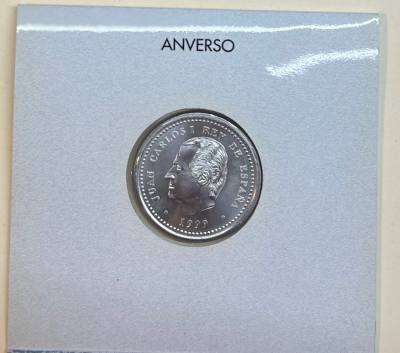 ANVERSO
JUAN CARLOS I REY DE ESPAÑA
1999